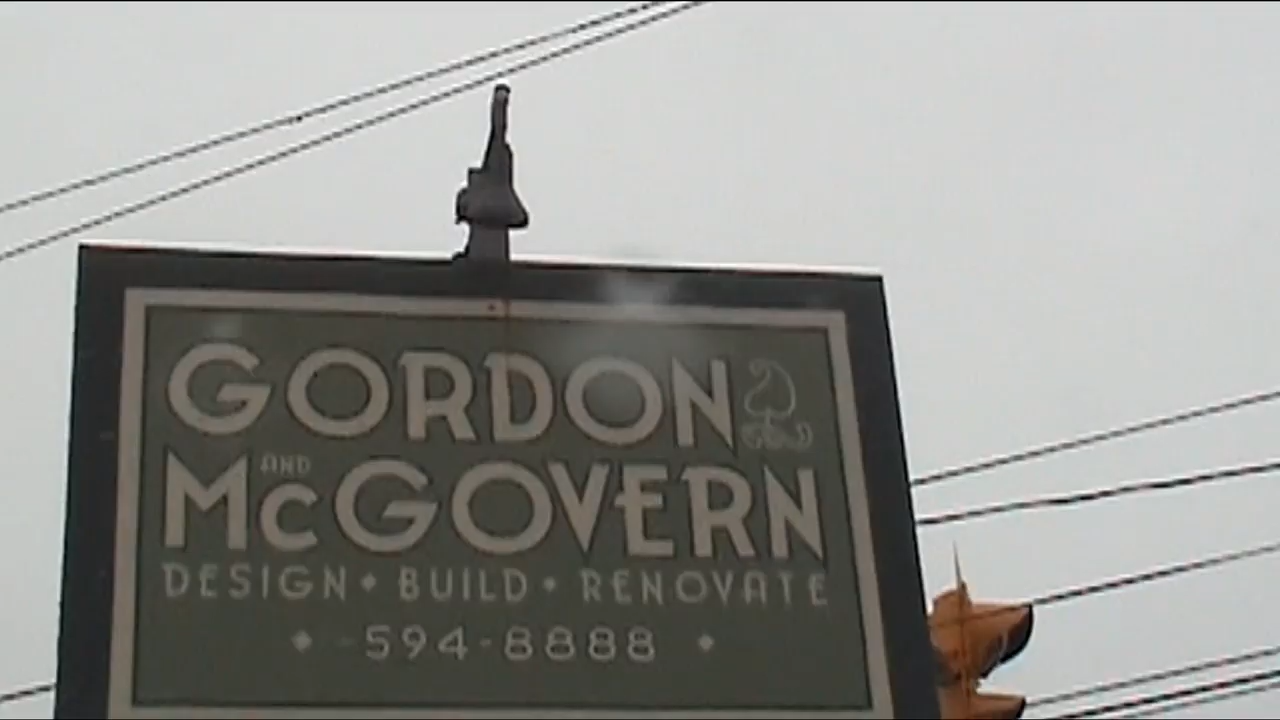 GORDON
AND
McGOVERN
DESIGN • BUILD • RENOVATE
594-8888